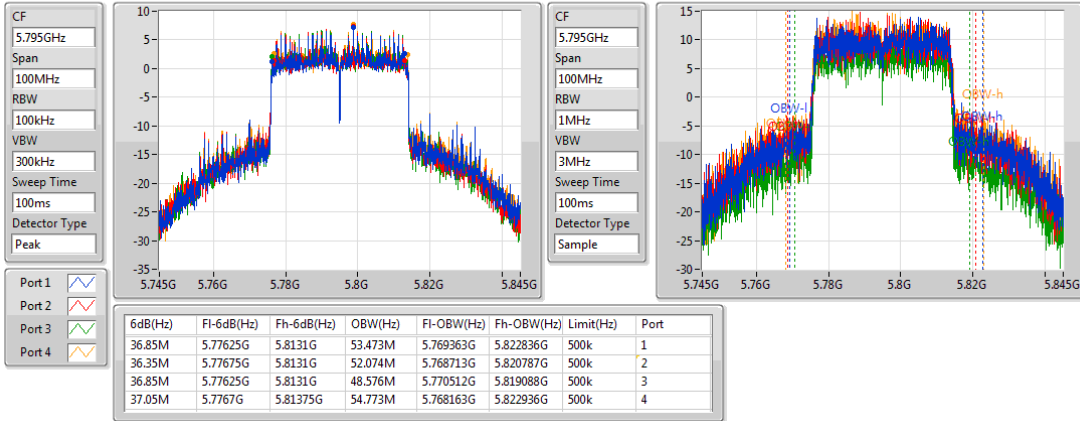 CF
5.795GHz
Span
100MHz
RBW
100kHz
VBW
300kHz
Sweep Time
100ms
Detector Type
Peak
10
5
0
-5
-10
-15
-20
-25
-30
-35
5.745G 5.76G 5.78G 5.8G 5.82G 5.845G
CF
5.795GHz
Span
100MHz
RBW
1MHz
VBW
3MHz
Sweep Time
100ms
Detector Type
Sample
15
10
5
0
-5
-10
-15
-20
-25
-30
OBW-h
OBW-l
5.745G 5.76G 5.78G 5.8G 5.82G 5.845G
Port 1
Port 2
Port 3
Port 4
6dB(Hz) Fl-6dB(Hz) Fh-6dB(Hz) OBW(Hz) Fl-OBW(Hz) Fh-OBW(Hz) Limit(Hz) Port
36.85M 5.77625G 5.8131G 53.473M 5.769363G 5.822836G 500k 1
36.35M 5.77675G 5.8131G 52.074M 5.768713G 5.820787G 500k 2
36.85M 5.77625G 5.8131G 48.576M 5.770512G 5.819088G 500k 3
37.05M 5.7767G 5.81375G 54.773M 5.768163G 5.822936G 500k 4